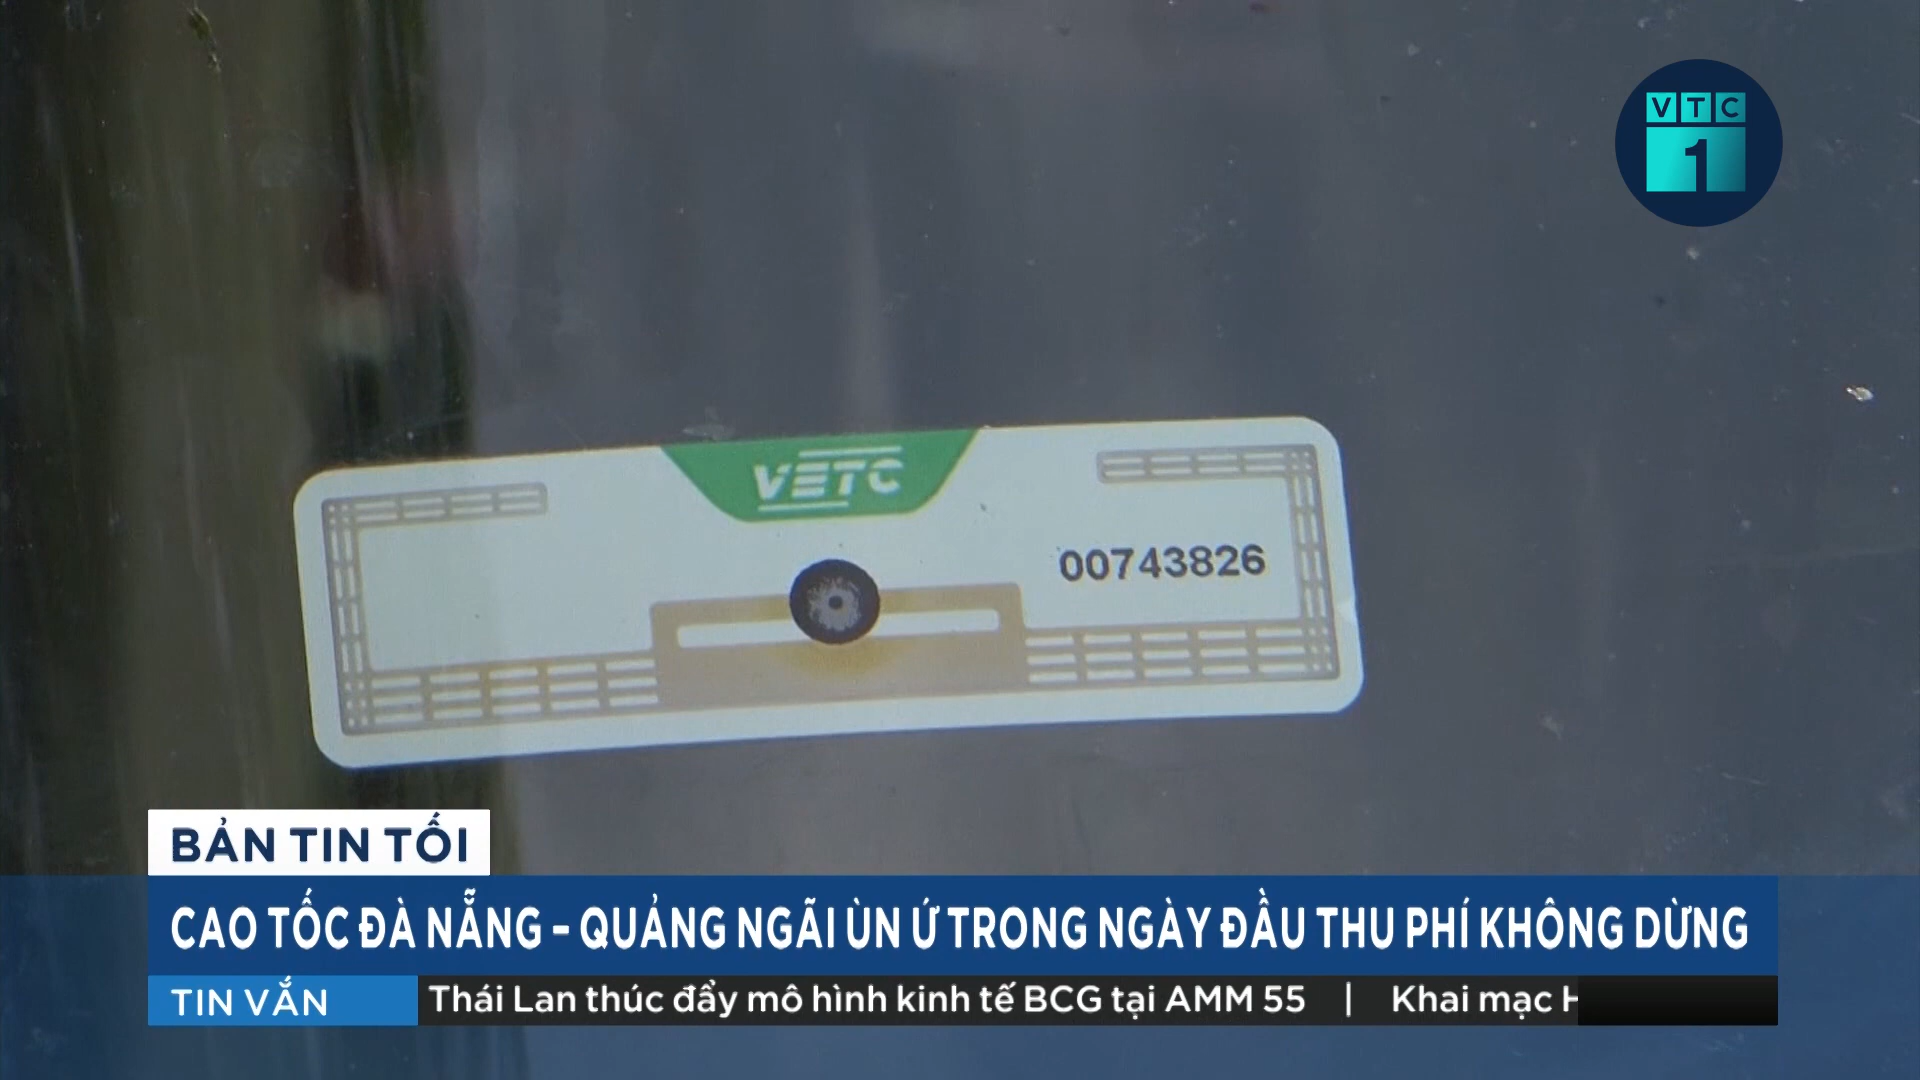 VTC
1
VETC
00743826
BẢN TIN TỐI
CAO TỐC ĐÀ NẴNG – QUẢNG NGÃI ÙN Ứ TRONG NGÀY ĐẦU THU PHÍ KHÔNG DỪNG
TIN VẮN
Thái Lan thúc đẩy mô hình kinh tế BCG tại AMM 55 | Khai mạc